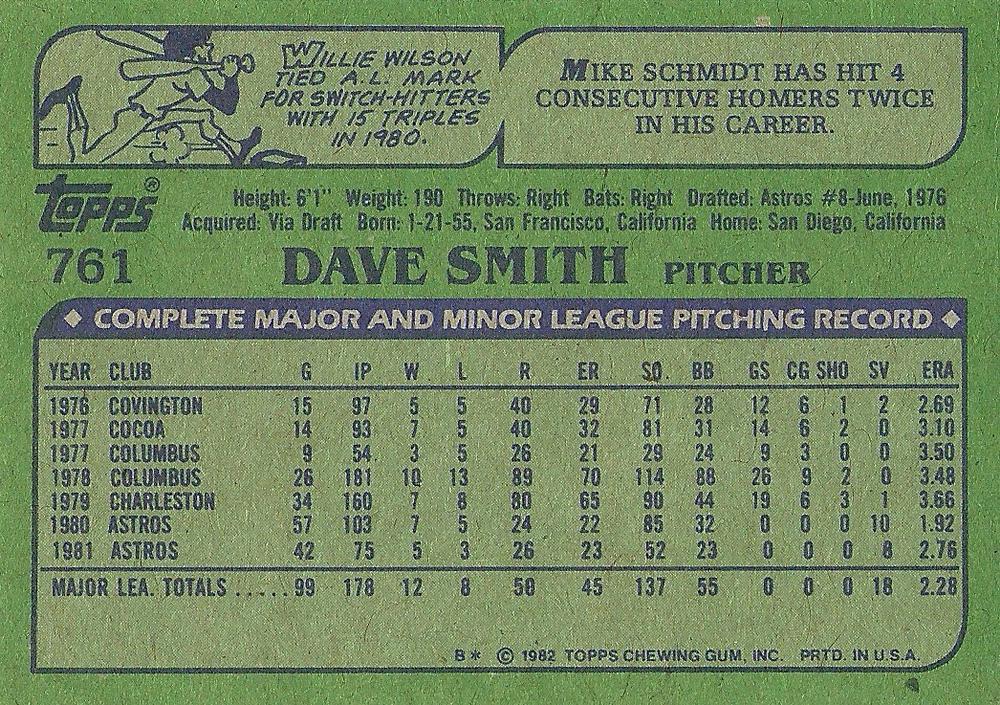 WILLIE WILSON
TIED A.L. MARK
FOR SWITCH-HITTERS
WITH 15 TRIPLES
IN 1980.
MIKE SCHMIDT HAS HIT 4
CONSECUTIVE HOMERS TWICE
IN HIS CAREER.
Topps®
Height: 6'1" Weight: 190 Throws: Right Bats: Right Drafted: Astros #8-June, 1976
Acquired: Via Draft Born: 1-21-55, San Francisco, California Home: San Diego, California
761 DAVE SMITH PITCHER
◆ COMPLETE MAJOR AND MINOR LEAGUE PITCHING RECORD ◆
YEAR CLUB G IP W L R ER SO BB GS CG SHO SV ERA
1976 COVINGTON 15 97 5 5 40 29 71 28 12 6 1 2 2.69
1977 COCOA 14 93 7 5 40 32 81 31 14 6 2 0 3.10
1977 COLUMBUS 9 54 3 5 26 21 29 24 9 3 0 0 3.50
1978 COLUMBUS 26 181 10 13 89 70 114 88 26 9 2 0 3.48
1979 CHARLESTON 34 160 7 8 80 65 90 44 19 6 3 1 3.66
1980 ASTROS 57 103 7 5 24 22 85 32 0 0 0 10 1.92
1981 ASTROS 42 75 5 3 26 23 52 23 0 0 0 8 2.76
MAJOR LEA. TOTALS .....99 178 12 8 50 45 137 55 0 0 0 18 2.28
B* © 1982 TOPPS CHEWING GUM, INC. PRTD. IN U.S.A.